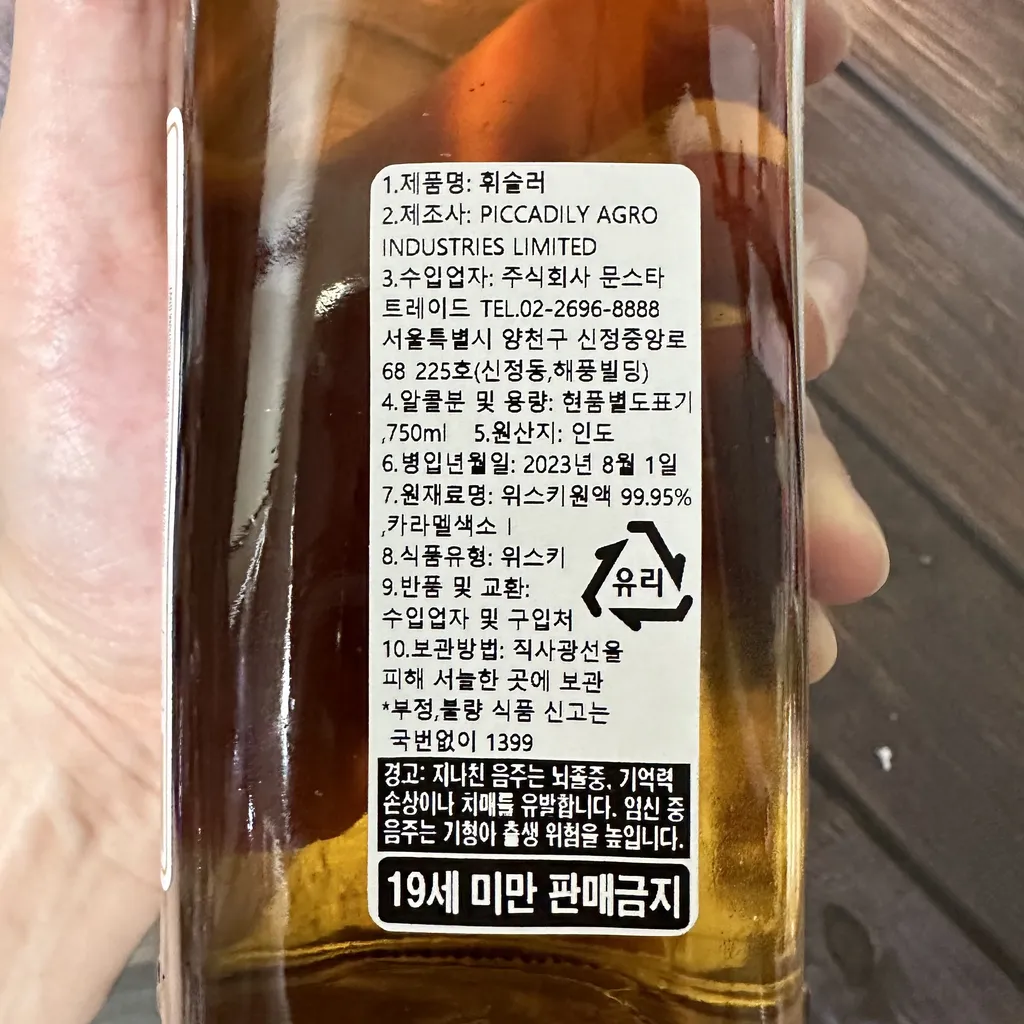 1.제품명: 휘슬러
2.제조사: PICCADILY AGRO
INDUSTRIES LIMITED
3.수입업자: 주식회사 문스타
트레이드 TEL.02-2696-8888
서울특별시 양천구 신정중앙로
68 225호(신정동,해풍빌딩)
4.알콜분 및 용량: 현품별도표기
,750ml 5.원산지: 인도
6.병입년월일: 2023년 8월 1일
7.원재료명: 위스키원액 99.95%
,카라멜색소 I
8.식품유형: 위스키
9.반품 및 교환:
수입업자 및 구입처
유리
10.보관방법: 직사광선을
피해 서늘한 곳에 보관
*부정,불량 식품 신고는
국번없이 1399
경고: 지나친 음주는 뇌졸중, 기억력
손상이나 치매를 유발합니다. 임신 중
음주는 기형아 출생 위험을 높입니다.
19세 미만 판매금지